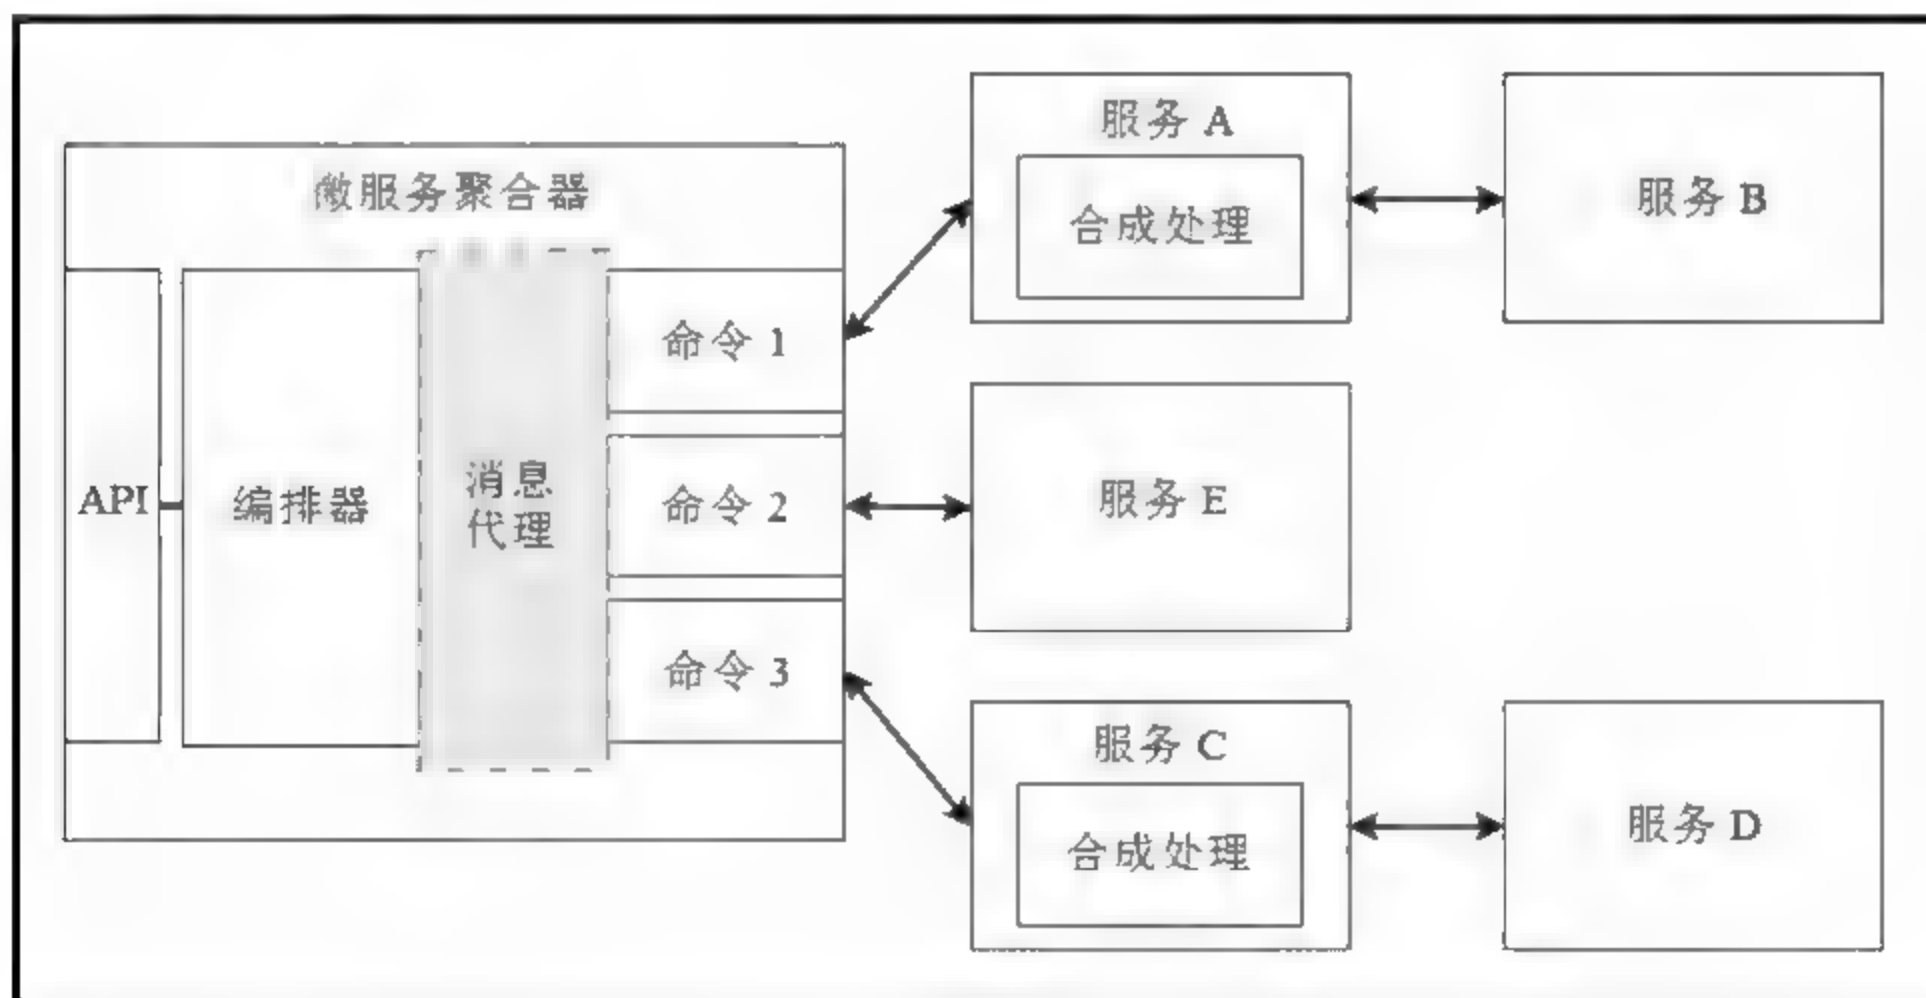 微服务聚合器
API
编排器
消息
代理
命令 1
命令 2
命令 3
服务 A
合成处理
服务 B
服务 E
服务 C
合成处理
服务 D